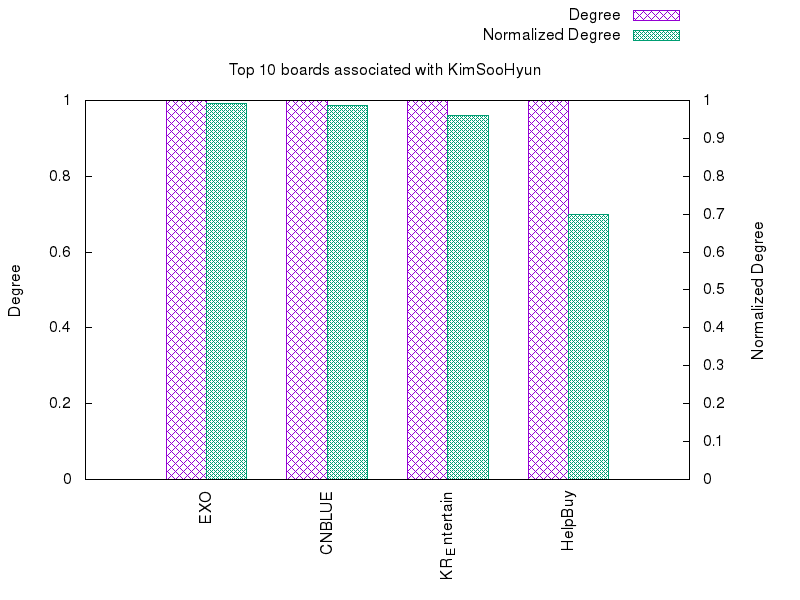 Degree
Normalized Degree
Top 10 boards associated with KimSooHyun
1
0.8
0.6
0.4
0.2
0
Degree
1
0.9
0.8
0.7
0.6
0.5
0.4
0.3
0.2
0.1
0
Normalized Degree
EXO
CNBLUE
KR_Entertain
HelpBuy